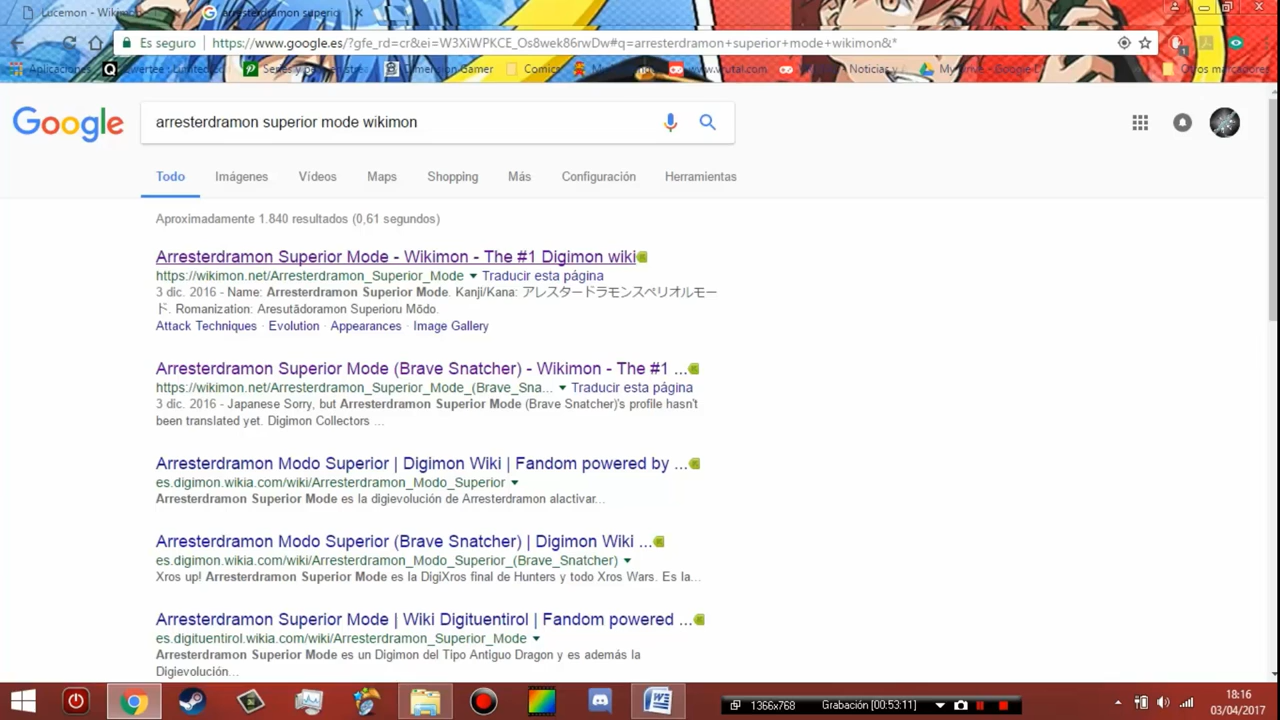 Lucemon - Wikimon
arresterdramon superio
Es seguro
https://www.google.es/?gfe_rd=cr&ei=W3XiWPKCE_Os8wek86rwDw#q=arresterdramon+superior+mode+wikimon&*
1
Aplicaciones
Qwertee : Limited
Series y
Dimension Gamer
Comics
www.vrutal.com
Noticias y
My Drive - Google D
Otros marcadores
Google
arresterdramon superior mode wikimon
Todo
Imágenes
Vídeos
Maps
Shopping
Más
Configuración
Herramientas
Aproximadamente 1.840 resultados (0,61 segundos)
Arresterdramon Superior Mode - Wikimon - The #1 Digimon wiki
https://wikimon.net/Arresterdramon_Superior_Mode ▼ Traducir esta página
3 dic. 2016 - Name: Arresterdramon Superior Mode. Kanji/Kana: アレスタードラモンスペリオルモー
ド. Romanization: Aresutādoramon Superioru Mōdo.
Attack Techniques · Evolution · Appearances · Image Gallery
Arresterdramon Superior Mode (Brave Snatcher) - Wikimon - The #1 ...
https://wikimon.net/Arresterdramon_Superior_Mode_(Brave_Sna... ▼ Traducir esta página
3 dic. 2016 - Japanese Sorry, but Arresterdramon Superior Mode (Brave Snatcher)'s profile hasn't
been translated yet. Digimon Collectors ...
Arresterdramon Modo Superior | Digimon Wiki | Fandom powered by ...
es.digimon.wikia.com/wiki/Arresterdramon_Modo_Superior ▼
Arresterdramon Superior Mode es la digievolución de Arresterdramon alactivar...
Arresterdramon Modo Superior (Brave Snatcher) | Digimon Wiki ...
es.digimon.wikia.com/wiki/Arresterdramon_Modo_Superior_(Brave_Snatcher) ▼
Xros up! Arresterdramon Superior Mode es la DigiXros final de Hunters y todo Xros Wars. Es la...
Arresterdramon Superior Mode | Wiki Digituentirol | Fandom powered ...
es.digituentirol.wikia.com/wiki/Arresterdramon_Superior_Mode ▼
Arresterdramon Superior Mode es un Digimon del Tipo Antiguo Dragon y es además la
Digievolución...
1366x768
Grabación [00:53:11]
18:16
03/04/2017